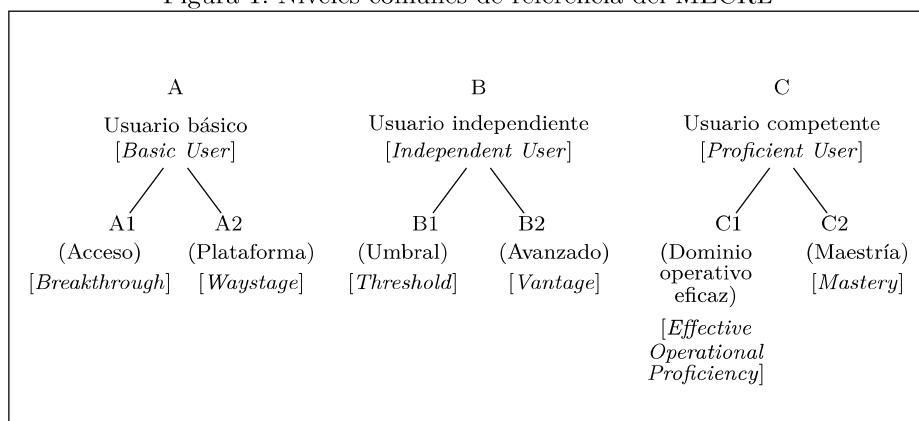 Figura 1: Niveles comunes de referencia del MECRL
A B C
Usuario básico Usuario independiente Usuario competente
[Basic User] [Independent User] [Proficient User]
A1 A2 B1 B2 C1 C2
(Acceso) (Plataforma) (Umbral) (Avanzado) (Dominio (Maestría)
operativo
eficaz)
[Breakthrough] [Waystage] [Threshold] [Vantage] [Mastery]
[Effective
Operational
Proficiency]